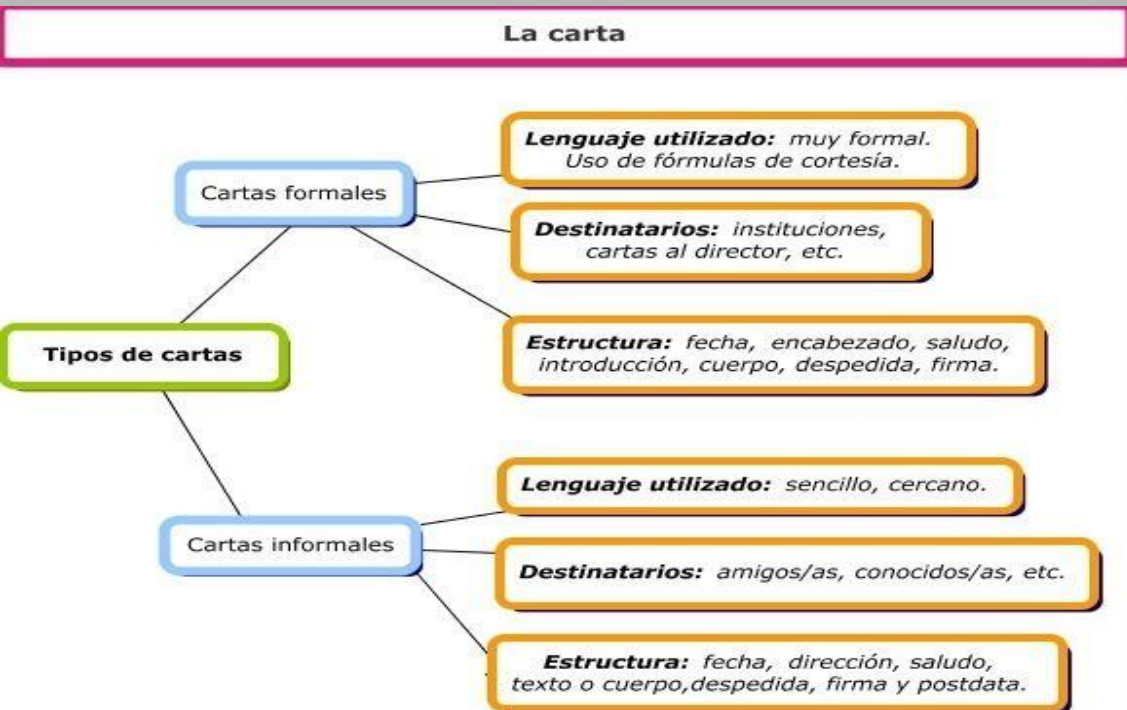 La carta
Lenguaje utilizado: muy formal.
Uso de fórmulas de cortesía.
Cartas formales
Destinatarios: instituciones,
cartas al director, etc.
Estructura: fecha, encabezado, saludo,
introducción, cuerpo, despedida, firma.
Tipos de cartas
Lenguaje utilizado: sencillo, cercano.
Cartas informales
Destinatarios: amigos/as, conocidos/as, etc.
Estructura: fecha, dirección, saludo,
texto o cuerpo,despedida, firma y postdata.